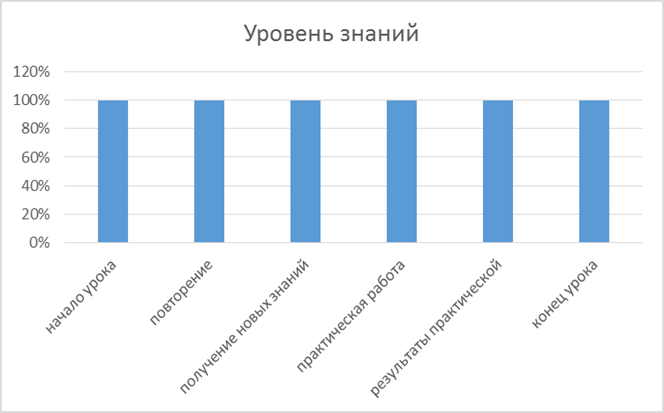 Уровень знаний
120%
100%
80%
60%
40%
20%
0%
начало урока
повторение
получение новых знаний
практическая работа
результаты практической
конец урока